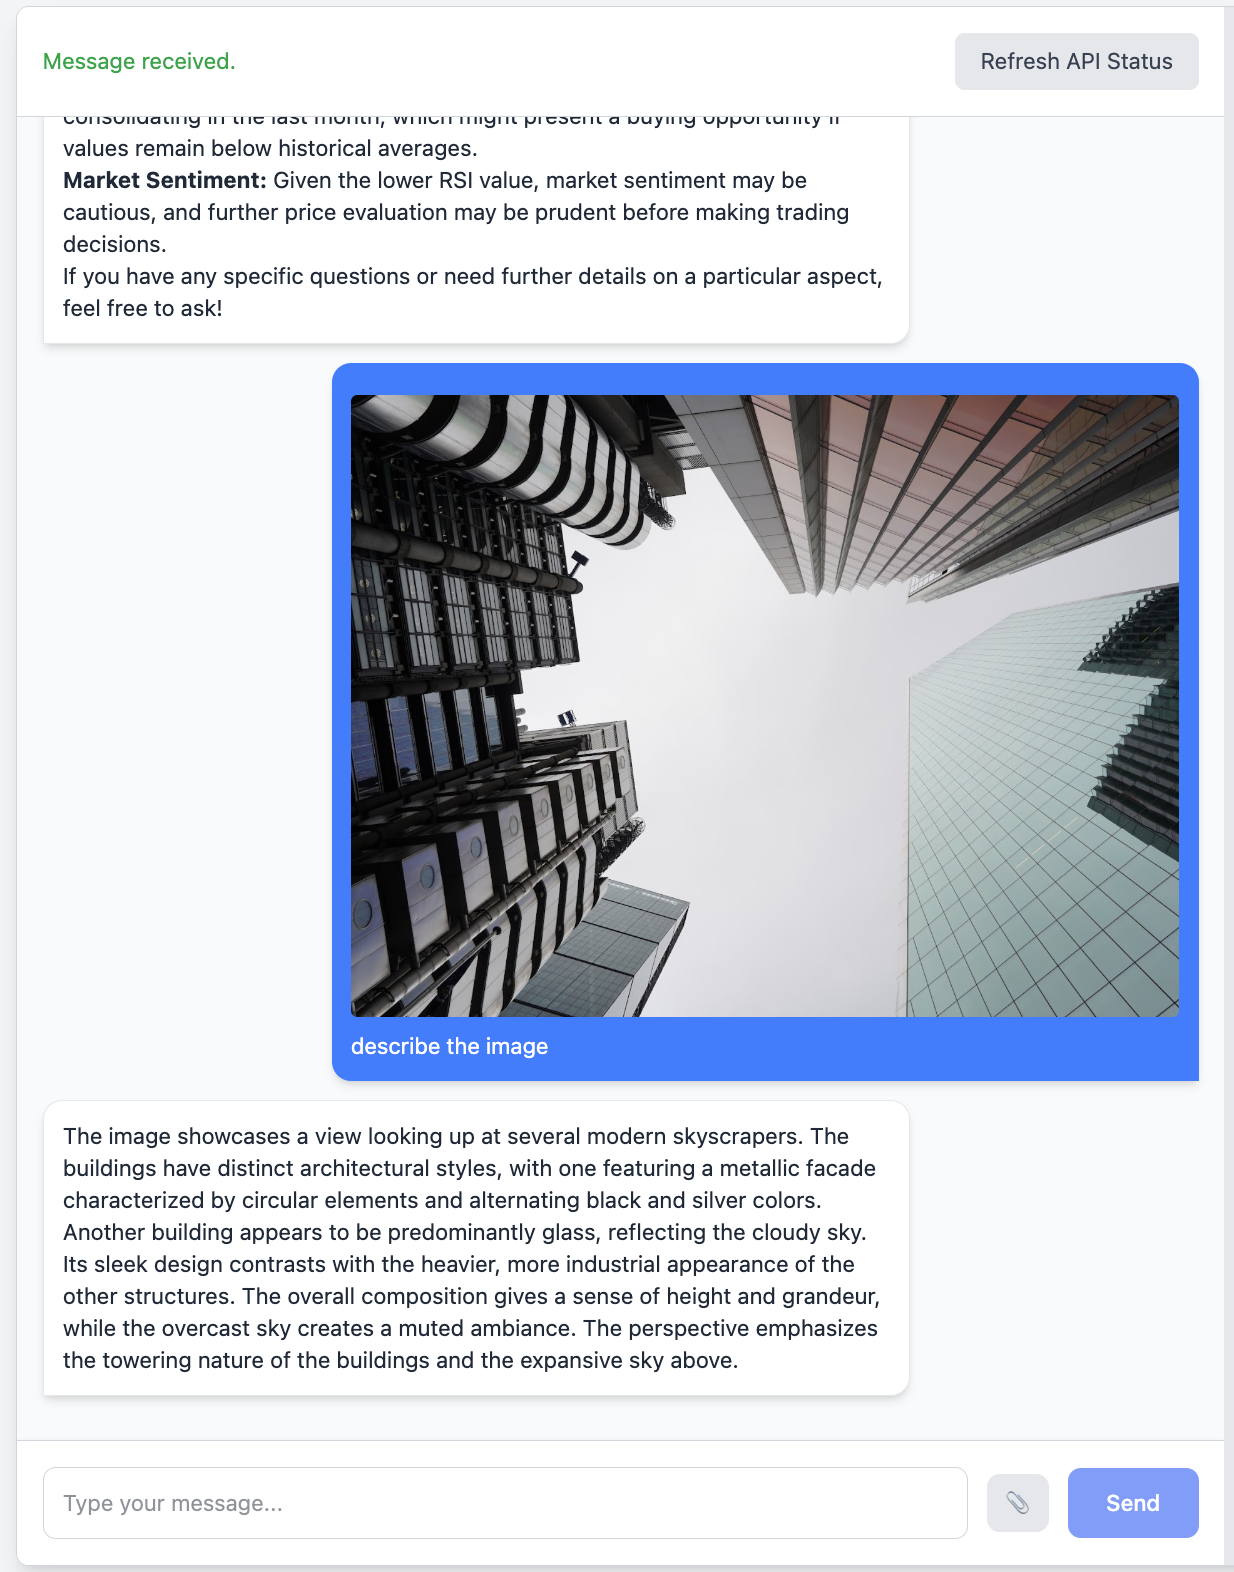 Message received.
Refresh API Status
consolidating in the last month, which might present a buying opportunity if
values remain below historical averages.
Market Sentiment: Given the lower RSI value, market sentiment may be
cautious, and further price evaluation may be prudent before making trading
decisions.
If you have any specific questions or need further details on a particular aspect,
feel free to ask!
describe the image
The image showcases a view looking up at several modern skyscrapers. The
buildings have distinct architectural styles, with one featuring a metallic facade
characterized by circular elements and alternating black and silver colors.
Another building appears to be predominantly glass, reflecting the cloudy sky.
Its sleek design contrasts with the heavier, more industrial appearance of the
other structures. The overall composition gives a sense of height and grandeur,
while the overcast sky creates a muted ambiance. The perspective emphasizes
the towering nature of the buildings and the expansive sky above.
Type your message...
Send